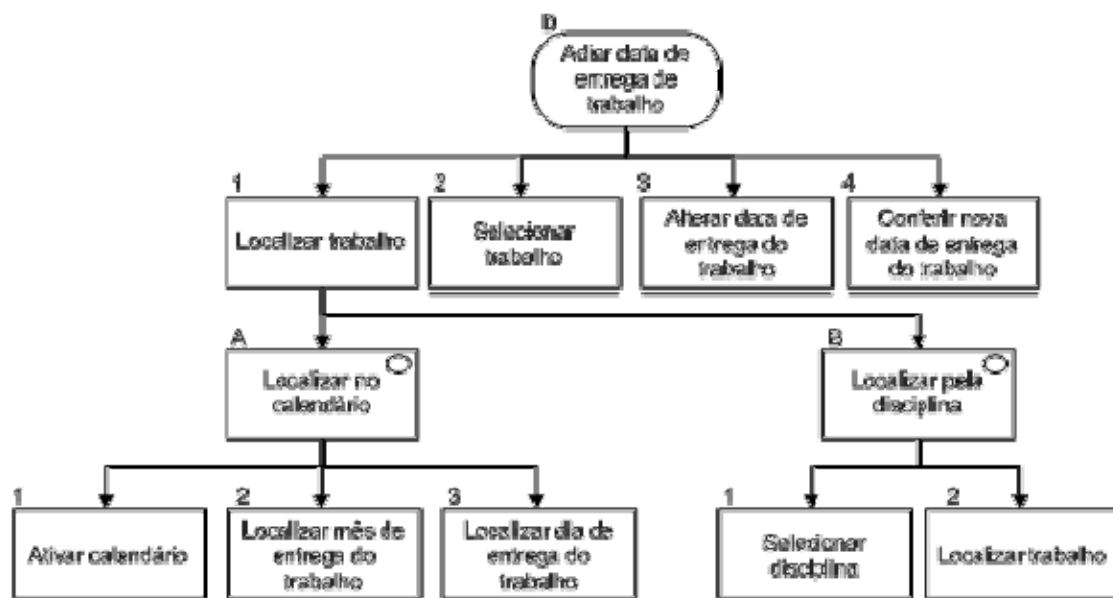 D
Adiar data de
entrega de
trabalho
1
Localizar trabalho
2
Selecionar
trabalho
3
Alterar data de
entrega do
trabalho
4
Conferir nova
data de entrega
do trabalho
A
Localizar no
calendário
B
Localizar pela
disciplina
1
Ativar calendário
2
Localizar mês de
entrega do
trabalho
3
Localizar dia de
entrega do
trabalho
1
Selecionar
disciplina
2
Localizar trabalho